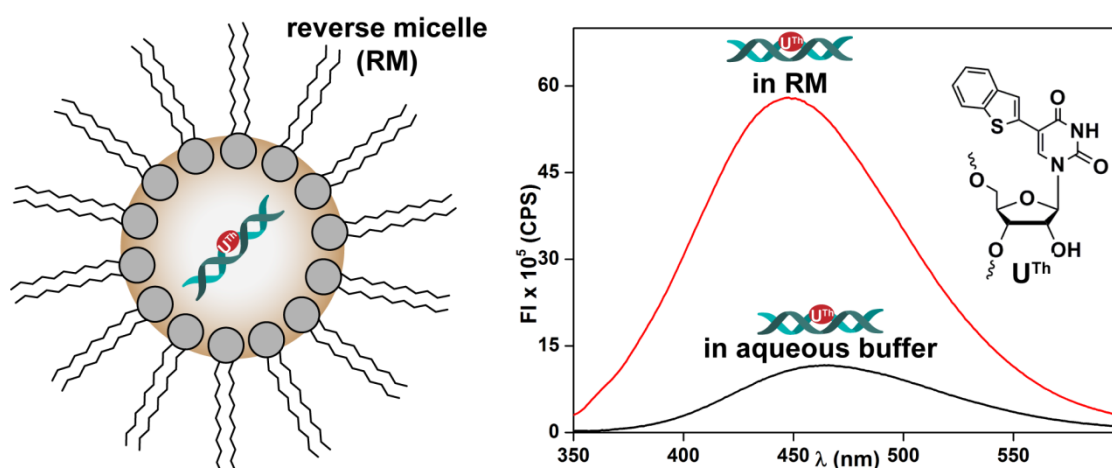 reverse micelle
(RM)
U^Th
U^Th
in RM
U^Th
in aqueous buffer
FI x 10^5 (CPS)
60
45
30
15
0
350
400
450
500
550
λ (nm)
S
O
NH
N
O
O
O
O
OH
U^Th